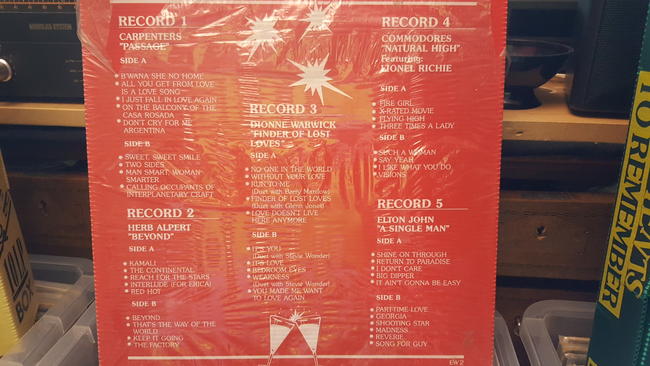 RECORD 1
CARPENTERS
"PASSAGE"
SIDE A
B'WANA SHE NO HOME
ALL YOU GET FROM LOVE
IS A LOVE SONG
I JUST FALL IN LOVE AGAIN
ON THE BALCONY OF THE
CASA ROSADA
DON'T CRY FOR ME
ARGENTINA
SIDE B
SWEET, SWEET SMILE
TWO SIDES
MAN SMART, WOMAN
SMARTER
CALLING OCCUPANTS OF
INTERPLANETARY CRAFT
RECORD 2
HERB ALPERT
"BEYOND"
SIDE A
KAMALI
THE CONTINENTAL
REACH FOR THE STARS
INTERLUDE (FOR ERICA)
RED HOT
SIDE B
BEYOND
THAT'S THE WAY OF THE
WORLD
KEEP IT GOING
THE FACTORY
RECORD 3
DIONNE WARWICK
"FINDER OF LOST
LOVES"
SIDE A
NO ONE IN THE WORLD
WITHOUT YOUR LOVE
RUN TO ME
(Duet with Barry Manilow)
FINDER OF LOST LOVES
(Duet with Glenn Jones)
LOVE DOESN'T LIVE
HERE ANYMORE
SIDE B
IT'S YOU
(Duet with Stevie Wonder)
IT'S LOVE
BEDROOM EYES
WEAKNESS
(Duet with Stevie Wonder)
YOU MADE ME WANT
TO LOVE AGAIN
RECORD 4
COMMODORES
"NATURAL HIGH"
Featuring:
LIONEL RICHIE
SIDE A
FIRE GIRL
X-RATED MOVIE
FLYING HIGH
THREE TIMES A LADY
SIDE B
SUCH A WOMAN
SAY YEAH
I LIKE WHAT YOU DO
VISIONS
RECORD 5
ELTON JOHN
"A SINGLE MAN"
SIDE A
SHINE ON THROUGH
RETURN TO PARADISE
I DON'T CARE
BIG DIPPER
IT AIN'T GONNA BE EASY
SIDE B
PART-TIME LOVE
GEORGIA
SHOOTING STAR
MADNESS
REVERIE
SONG FOR GUY
EW2
TO REMEMBER